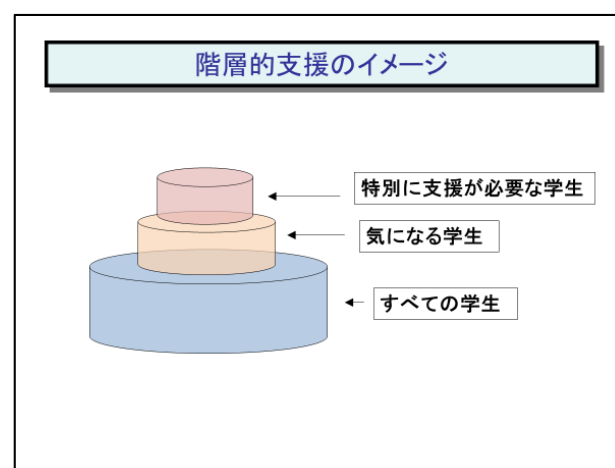 階層的支援のイメージ
特別に支援が必要な学生
気になる学生
すべての学生